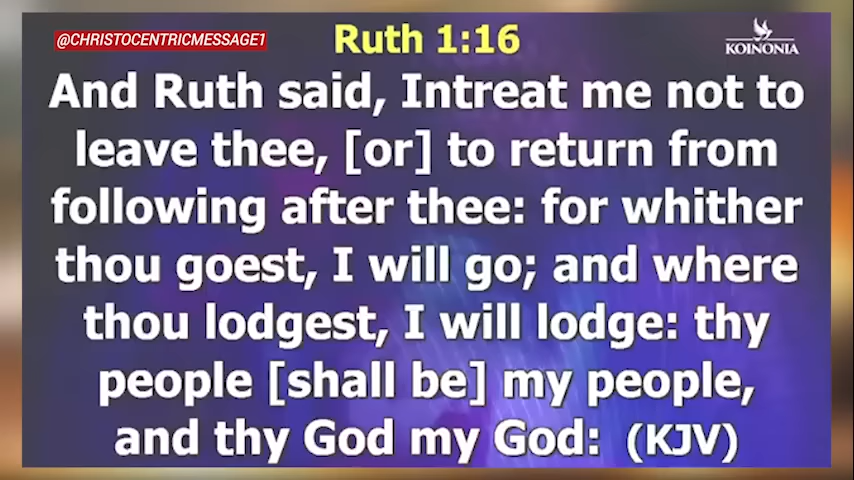 @CHRISTOCENTRICMESSAGE1
Ruth 1:16
KOINONIA
And Ruth said, Intreat me not to
leave thee, [or] to return from
following after thee: for whither
thou goest, I will go; and where
thou lodgest, I will lodge: thy
people [shall be] my people,
and thy God my God: (KJV)